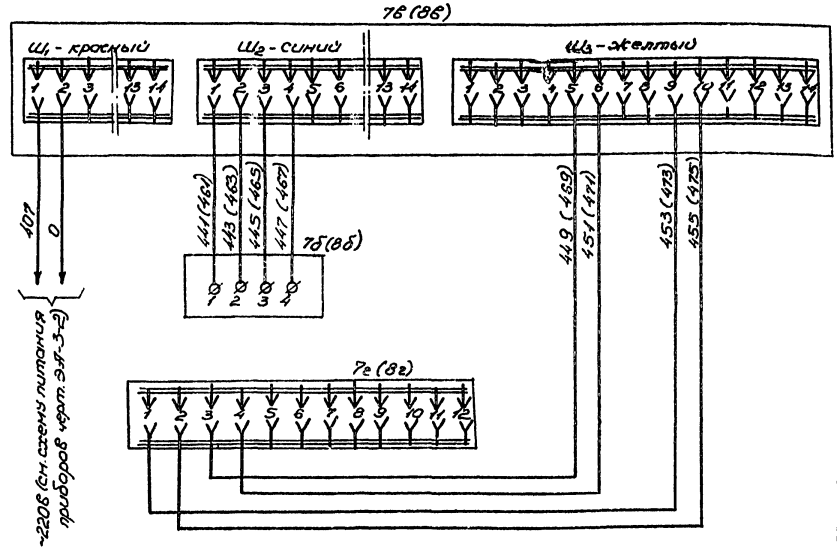 7в (8в)
Ш₁ - красный
Ш₂ - синий
Ш₃ - желтый
1 2 3 13 14
1 2 3 4 5 6 13 14
1 2 3 4 5 6 7 8 9 10 11 12 13 14
407
0
441 (461)
443 (463)
445 (465)
447 (467)
449 (469)
451 (471)
453 (473)
455 (475)
7б (8б)
1 2 3 4
~220в (см. схему питания
приборов черт. ЭА-3-2)
7г (8г)
1 2 3 4 5 6 7 8 9 10 11 12